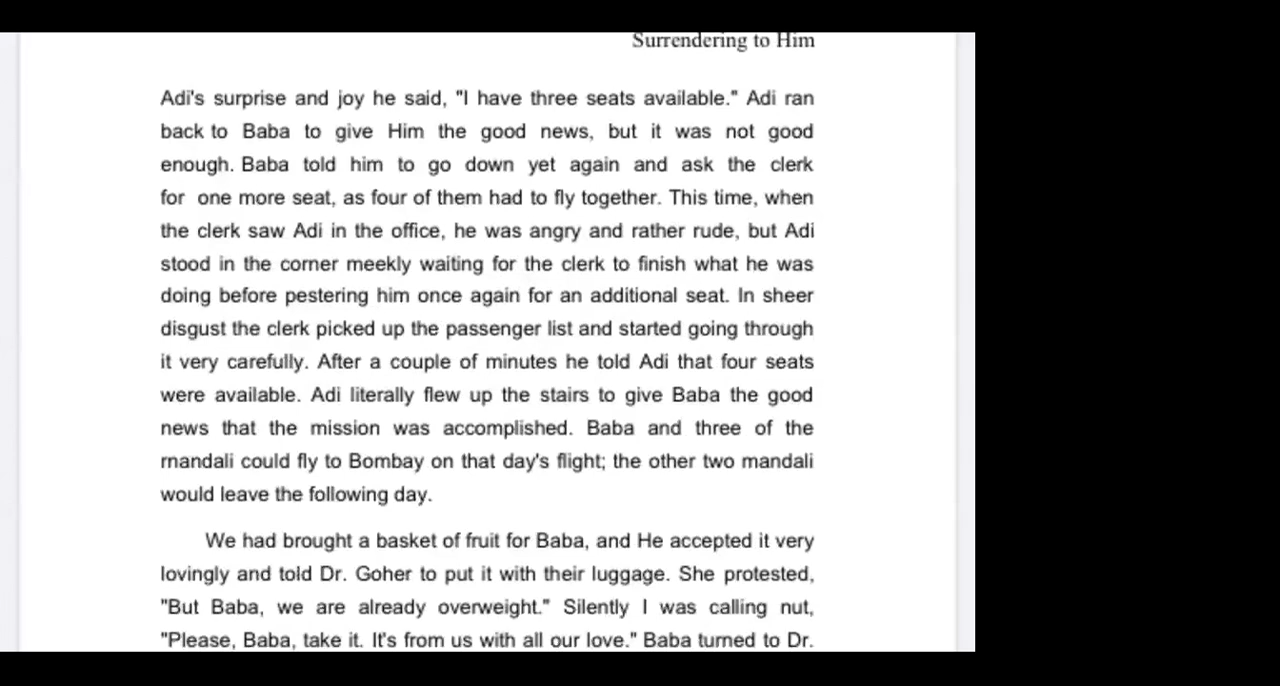 Surrendering to Him
Adi's surprise and joy he said, "I have three seats available." Adi ran
back to Baba to give Him the good news, but it was not good
enough. Baba told him to go down yet again and ask the clerk
for one more seat, as four of them had to fly together. This time, when
the clerk saw Adi in the office, he was angry and rather rude, but Adi
stood in the corner meekly waiting for the clerk to finish what he was
doing before pestering him once again for an additional seat. In sheer
disgust the clerk picked up the passenger list and started going through
it very carefully. After a couple of minutes he told Adi that four seats
were available. Adi literally flew up the stairs to give Baba the good
news that the mission was accomplished. Baba and three of the
rnandali could fly to Bombay on that day's flight; the other two mandali
would leave the following day.
We had brought a basket of fruit for Baba, and He accepted it very
lovingly and told Dr. Goher to put it with their luggage. She protested,
"But Baba, we are already overweight." Silently I was calling nut,
"Please, Baba, take it. It's from us with all our love." Baba turned to Dr.